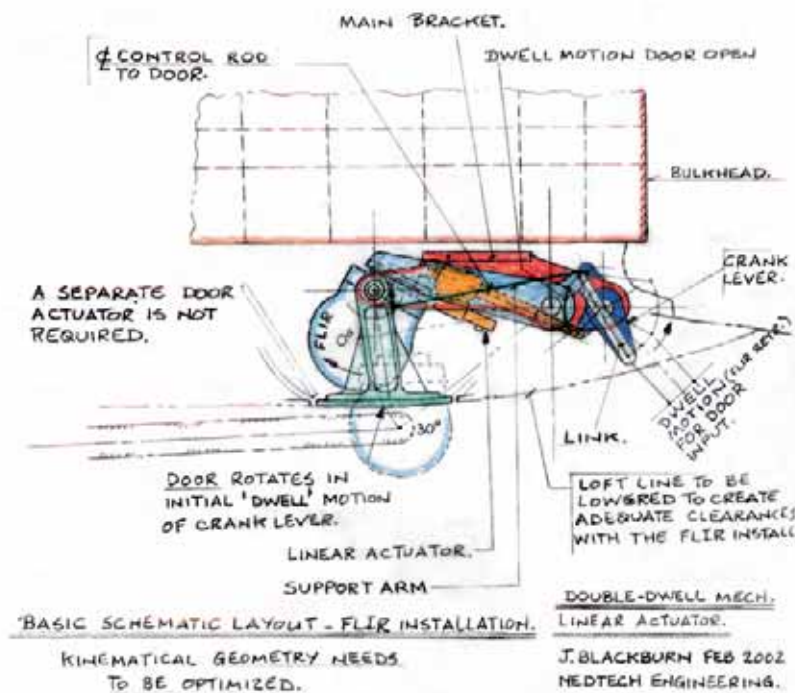 MAIN BRACKET.
℄ CONTROL ROD
TO DOOR.
DWELL MOTION DOOR OPEN
BULKHEAD.
CRANK
LEVER.
A SEPARATE DOOR
ACTUATOR IS NOT
REQUIRED.
FLIR
DWELL
MOTION (FLIR RETR.)
FOR DOOR
INPUT.
30°
LINK.
DOOR ROTATES IN
INITIAL 'DWELL' MOTION
OF CRANK LEVER.
LOFT LINE TO BE
LOWERED TO CREATE
ADEQUATE CLEARANCES
WITH THE FLIR INSTALL
LINEAR ACTUATOR.
SUPPORT ARM
BASIC SCHEMATIC LAYOUT - FLIR INSTALLATION.
KINEMATICAL GEOMETRY NEEDS
TO BE OPTIMIZED.
DOUBLE-DWELL MECH.
LINEAR ACTUATOR.
J. BLACKBURN FEB 2002
NEDTECH ENGINEERING.